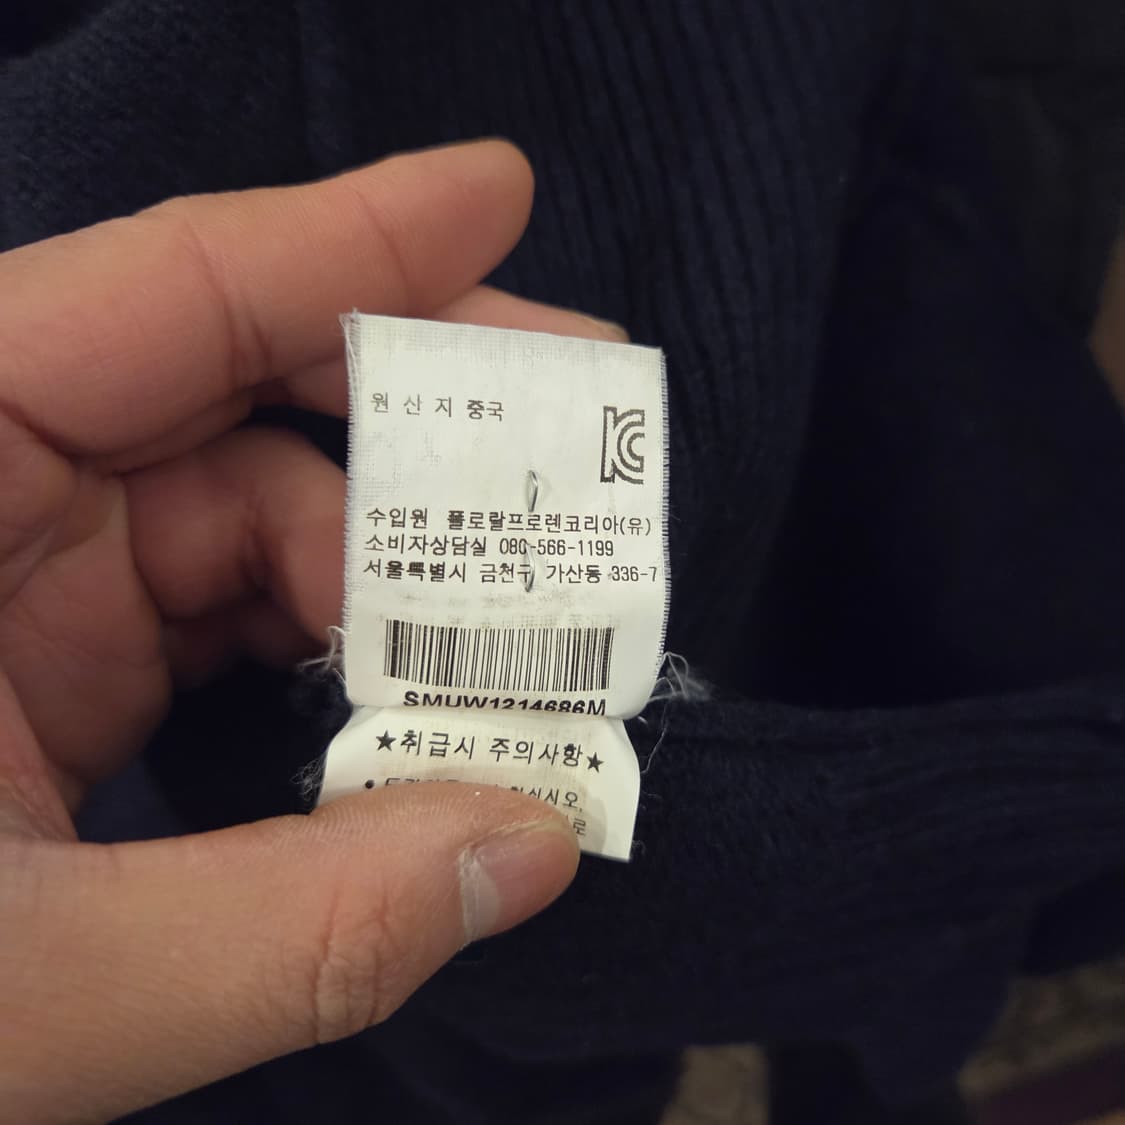 원 산 지 중국
KC
수입원 폴로랄프로렌코리아(유)
소비자상담실 080-566-1199
서울특별시 금천구 가산동 336-7
SMUW1214686M
★취급시 주의사항★